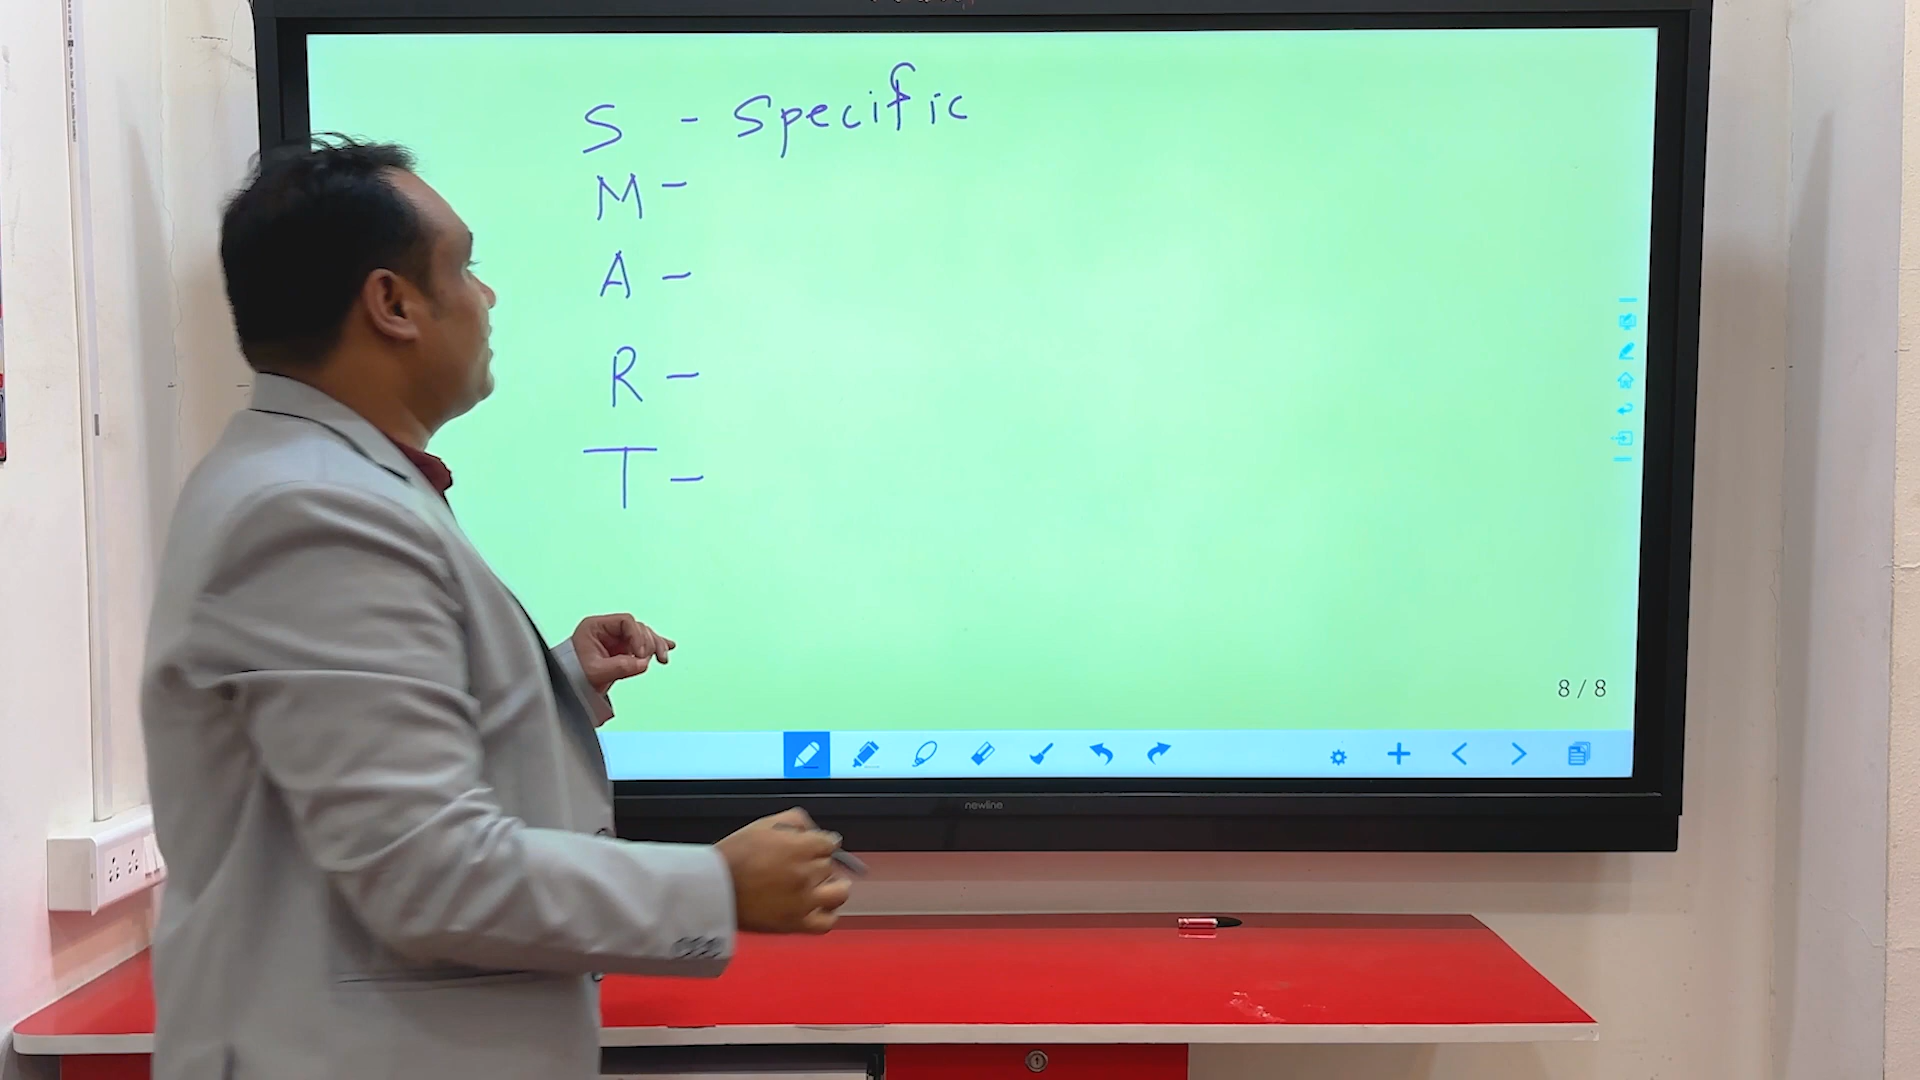 S - Specific
M -
A -
R -
T -
8 / 8
newline